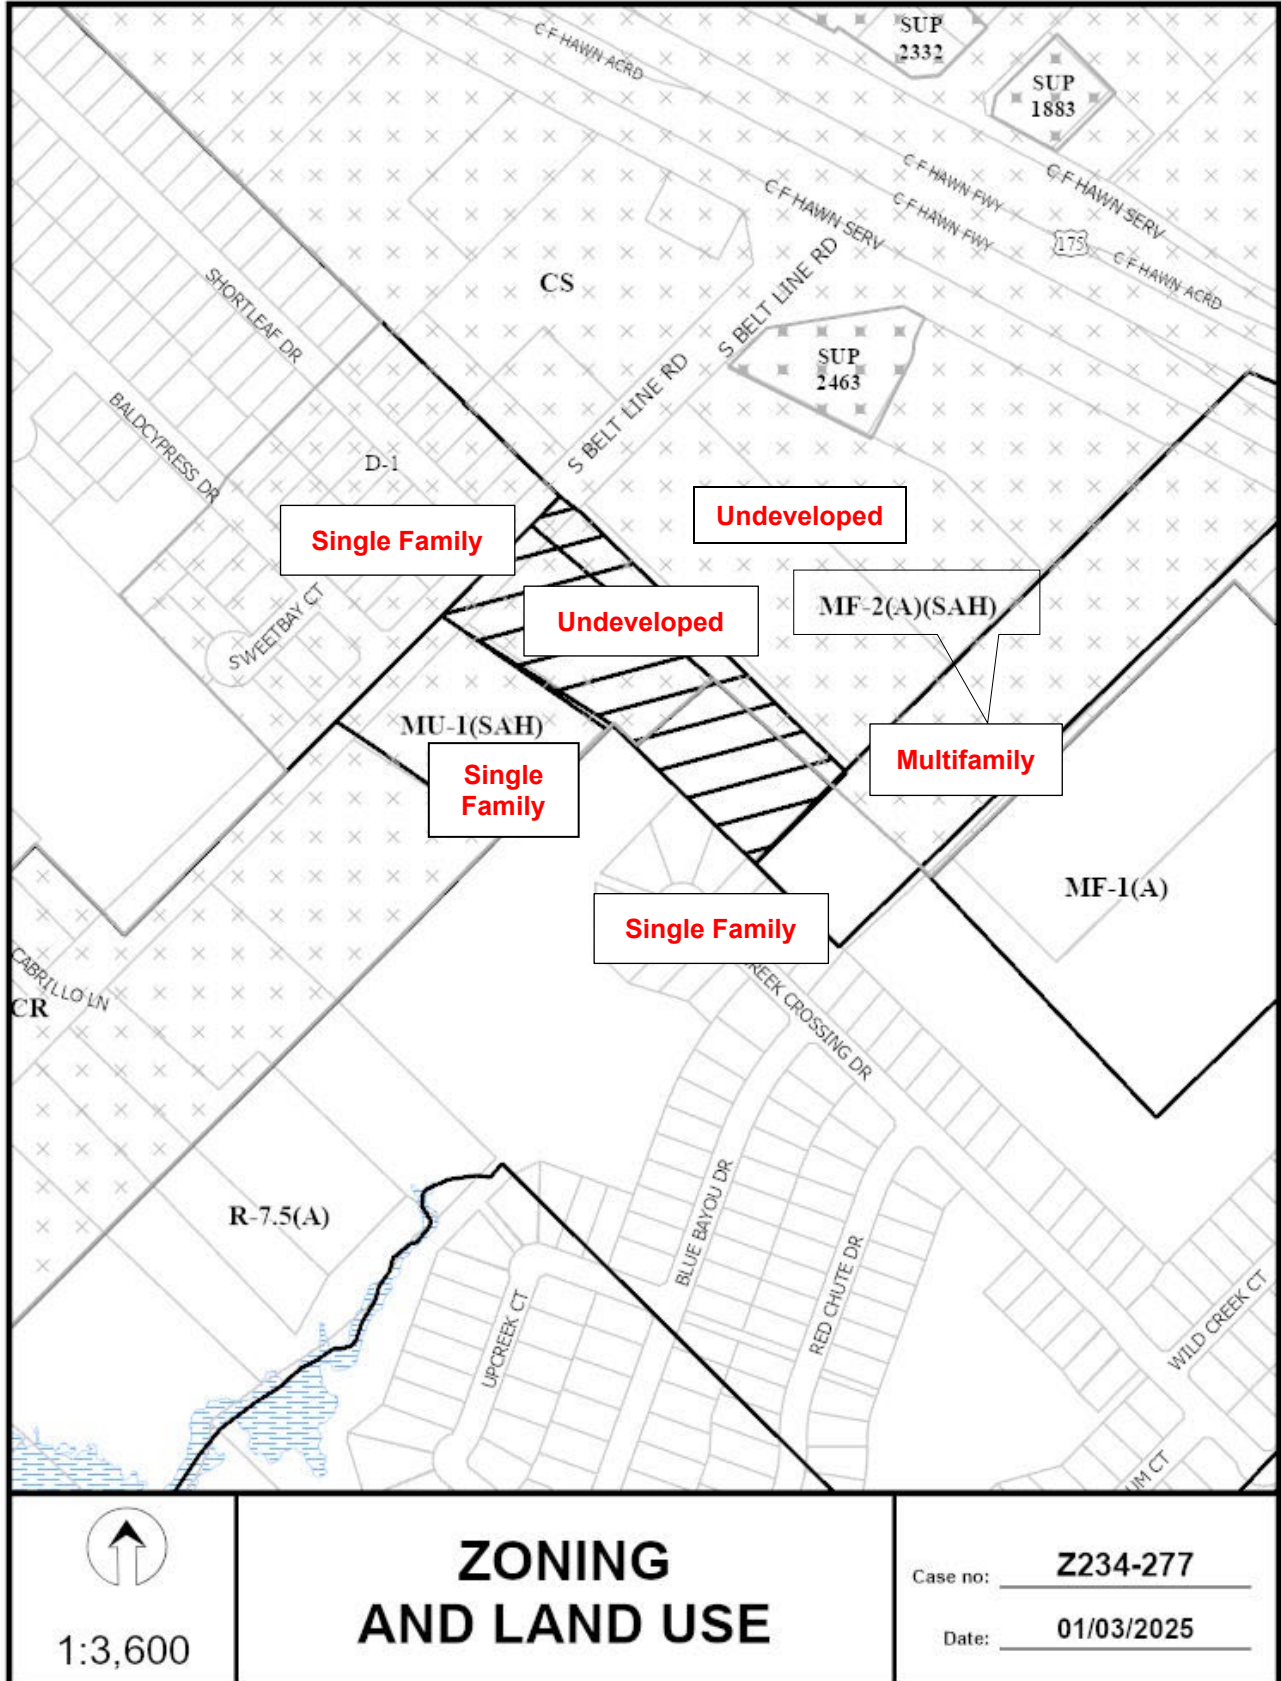 SUP
2332
C F HAWN ACRD
SUP
1883
C F HAWN SERV
C F HAWN FWY
C F HAWN SERV
C F HAWN FWY
175
C F HAWN ACRD
CS
S BELT LINE RD
SHORTLEAF DR
SUP
2463
S BELT LINE RD
BALDCYPRESS DR
D-1
Undeveloped
Single Family
MF-2(A)(SAH)
Undeveloped
SWEETBAY CT
MU-1(SAH)
Multifamily
Single
Family
MF-1(A)
Single Family
CABRILLO LN
CR
REEK CROSSING DR
R-7.5(A)
BLUE BAYOU DR
RED CHUTE DR
UPCREEK CT
WILD CREEK CT
UM CT
1:3,600
ZONING
AND LAND USE
Case no: Z234-277
Date: 01/03/2025